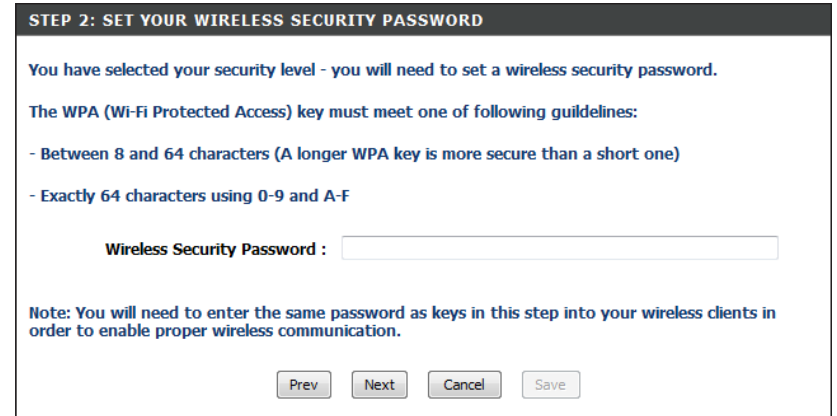 STEP 2: SET YOUR WIRELESS SECURITY PASSWORD
You have selected your security level - you will need to set a wireless security password.
The WPA (Wi-Fi Protected Access) key must meet one of following guildelines:
- Between 8 and 64 characters (A longer WPA key is more secure than a short one)
- Exactly 64 characters using 0-9 and A-F
Wireless Security Password :
Note: You will need to enter the same password as keys in this step into your wireless clients in
order to enable proper wireless communication.
Prev Next Cancel Save